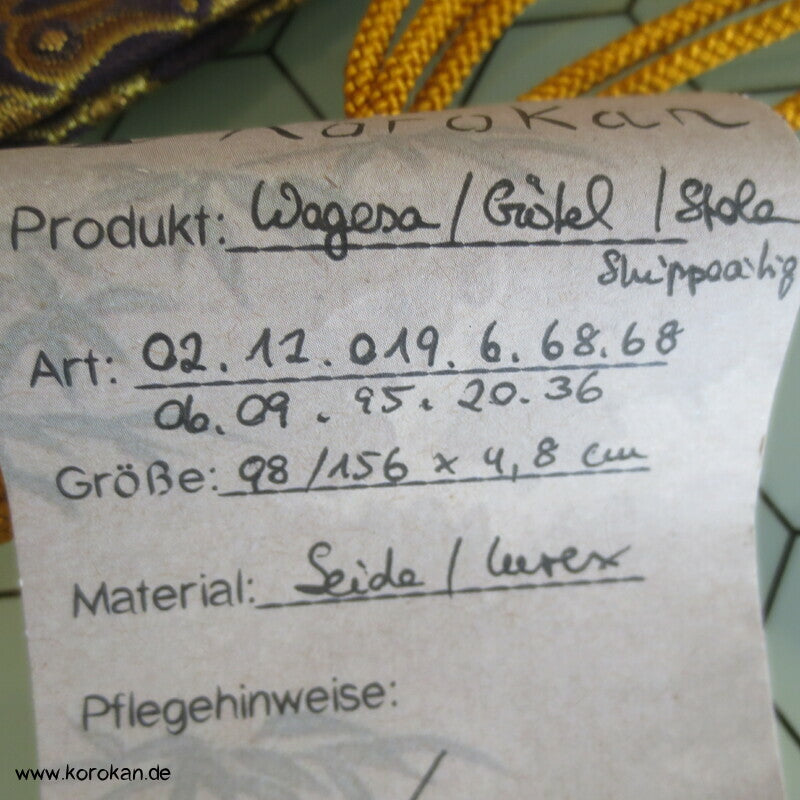 Korokan
Produkt: Wagesa / Gürtel / Stola
Art: 02.12.019.6.68.68
06.09.95.20.36
Größe: 98/156 x 4,8 cm
Material: Seide / Lurex
Pflegehinweise:
www.korokan.de